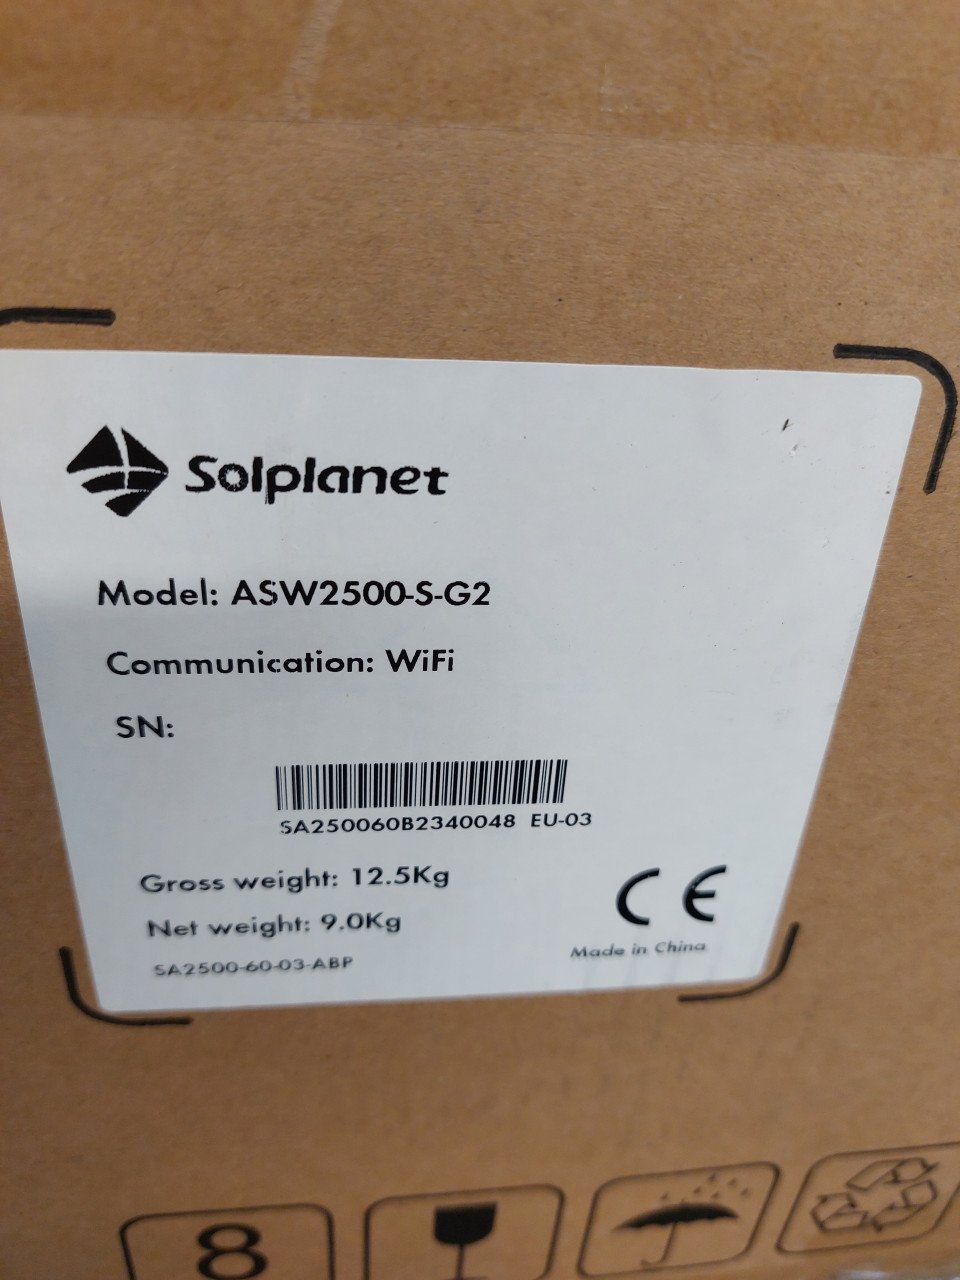 Solplanet
Model: ASW2500-S-G2
Communication: WiFi
SN:
SA250060B2340048 EU-03
Gross weight: 12.5Kg
Net weight: 9.0Kg
SA2500-60-03-ABP
CE
Made in China
8